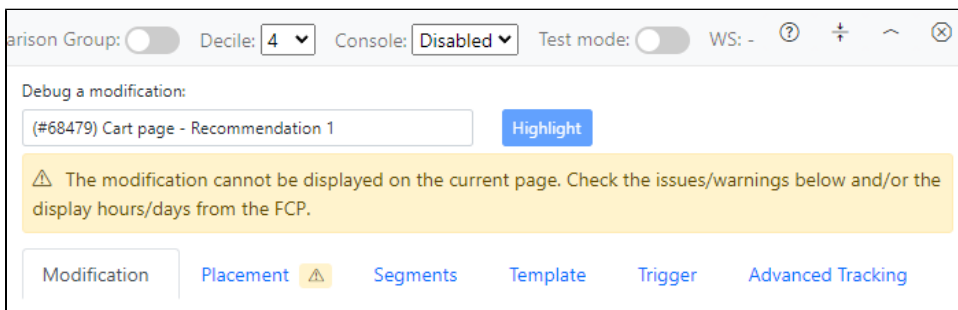 arison Group: Decile: 4 Console: Disabled Test mode: WS: -
Debug a modification:
(#68479) Cart page - Recommendation 1 Highlight
The modification cannot be displayed on the current page. Check the issues/warnings below and/or the
display hours/days from the FCP.
Modification Placement Segments Template Trigger Advanced Tracking